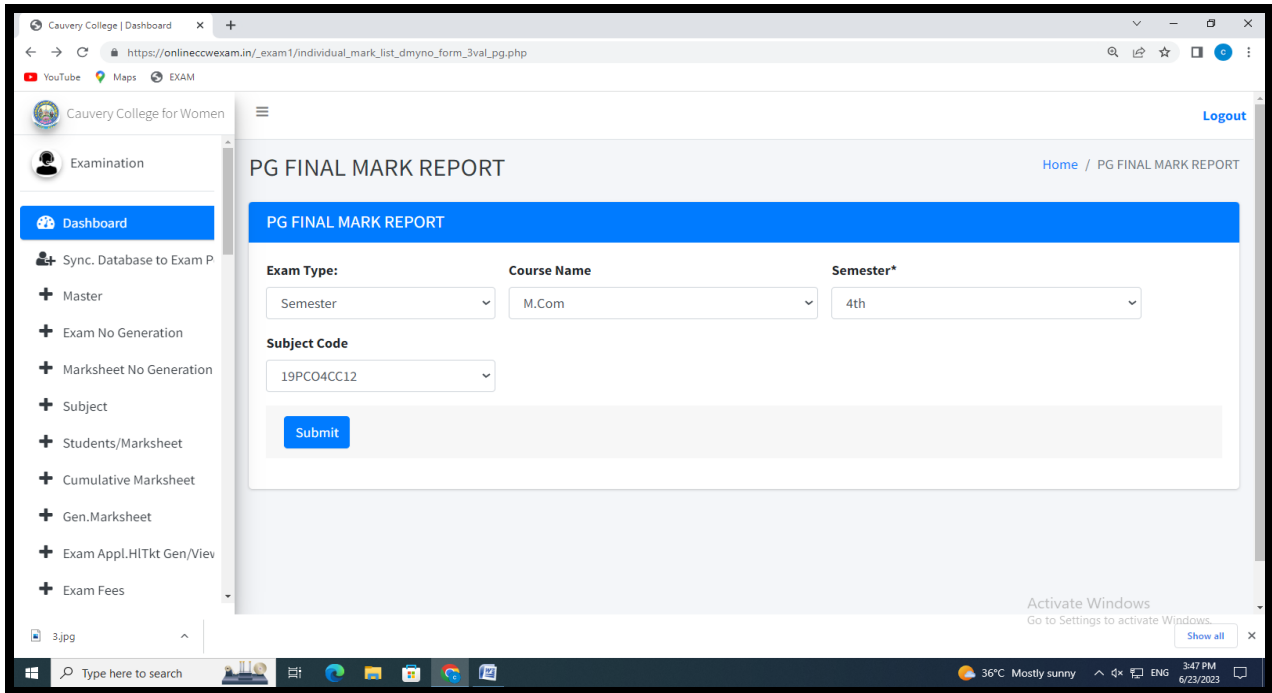 Cauvery College | Dashboard
https://onlineccwexam.in/_exam1/individual_mark_list_dmyno_form_3val_pg.php
YouTube Maps EXAM
Cauvery College for Women
Logout
Examination
PG FINAL MARK REPORT
Home / PG FINAL MARK REPORT
Dashboard
PG FINAL MARK REPORT
Sync. Database to Exam P
Exam Type: Course Name Semester*
Master
Semester M.Com 4th
Exam No Generation
Subject Code
Marksheet No Generation
19PCO4CC12
Subject
Submit
Students/Marksheet
Cumulative Marksheet
Gen.Marksheet
Exam Appl.HlTkt Gen/View
Exam Fees
Activate Windows
Go to Settings to activate Windows.
3.jpg
Show all
Type here to search
36°C Mostly sunny
ENG
3:47 PM
6/23/2023